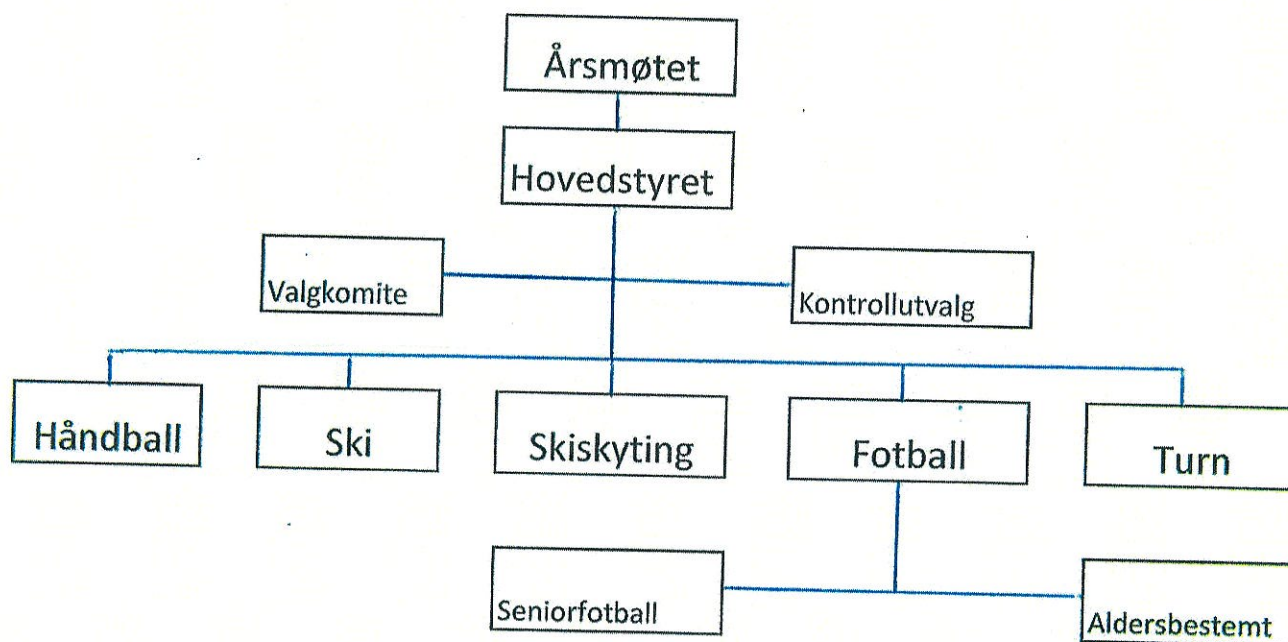 Årsmøtet
Hovedstyret
Valgkomite
Kontrollutvalg
Håndball
Ski
Skiskyting
Fotball
Turn
Seniorfotball
Aldersbestemt